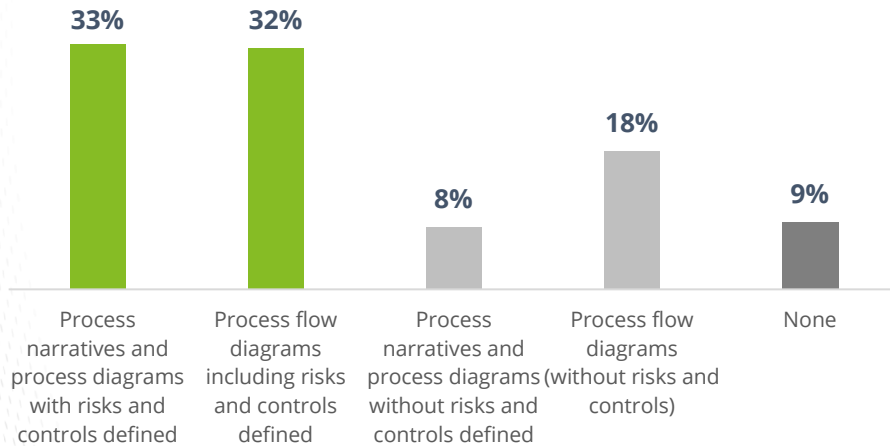 33%
32%
8%
18%
9%
Process
narratives and
process diagrams
with risks and
controls defined
Process flow
diagrams
including risks
and controls
defined
Process
narratives and
process diagrams
without risks and
controls defined
Process flow
diagrams
(without risks and
controls)
None